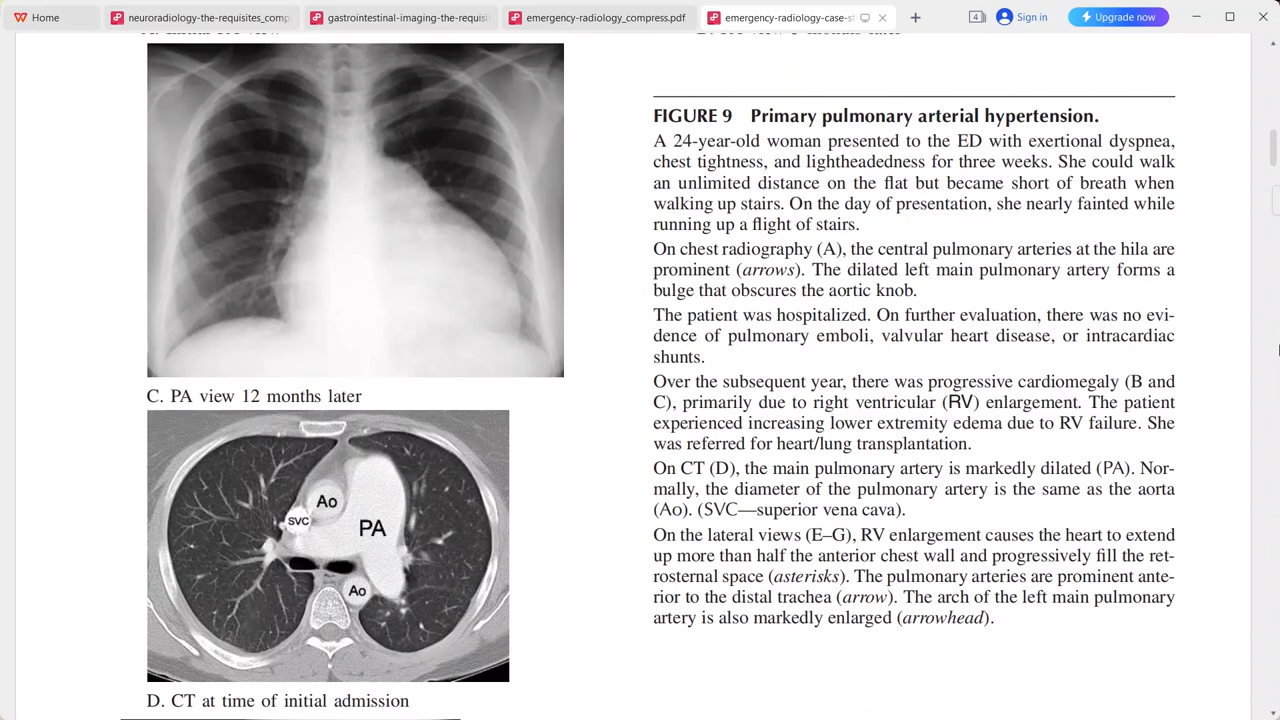 Home
neuroradiology-the-requisites_comp
gastrointestinal-imaging-the-requisit
emergency-radiology_compress.pdf
emergency-radiology-case-st
4
Sign in
Upgrade now
C. PA view 12 months later
Ao
SVC
PA
Ao
D. CT at time of initial admission
FIGURE 9 Primary pulmonary arterial hypertension.
A 24-year-old woman presented to the ED with exertional dyspnea,
chest tightness, and lightheadedness for three weeks. She could walk
an unlimited distance on the flat but became short of breath when
walking up stairs. On the day of presentation, she nearly fainted while
running up a flight of stairs.
On chest radiography (A), the central pulmonary arteries at the hila are
prominent (arrows). The dilated left main pulmonary artery forms a
bulge that obscures the aortic knob.
The patient was hospitalized. On further evaluation, there was no evi-
dence of pulmonary emboli, valvular heart disease, or intracardiac
shunts.
Over the subsequent year, there was progressive cardiomegaly (B and
C), primarily due to right ventricular (RV) enlargement. The patient
experienced increasing lower extremity edema due to RV failure. She
was referred for heart/lung transplantation.
On CT (D), the main pulmonary artery is markedly dilated (PA). Nor-
mally, the diameter of the pulmonary artery is the same as the aorta
(Ao). (SVC—superior vena cava).
On the lateral views (E–G), RV enlargement causes the heart to extend
up more than half the anterior chest wall and progressively fill the ret-
rosternal space (asterisks). The pulmonary arteries are prominent ante-
rior to the distal trachea (arrow). The arch of the left main pulmonary
artery is also markedly enlarged (arrowhead).